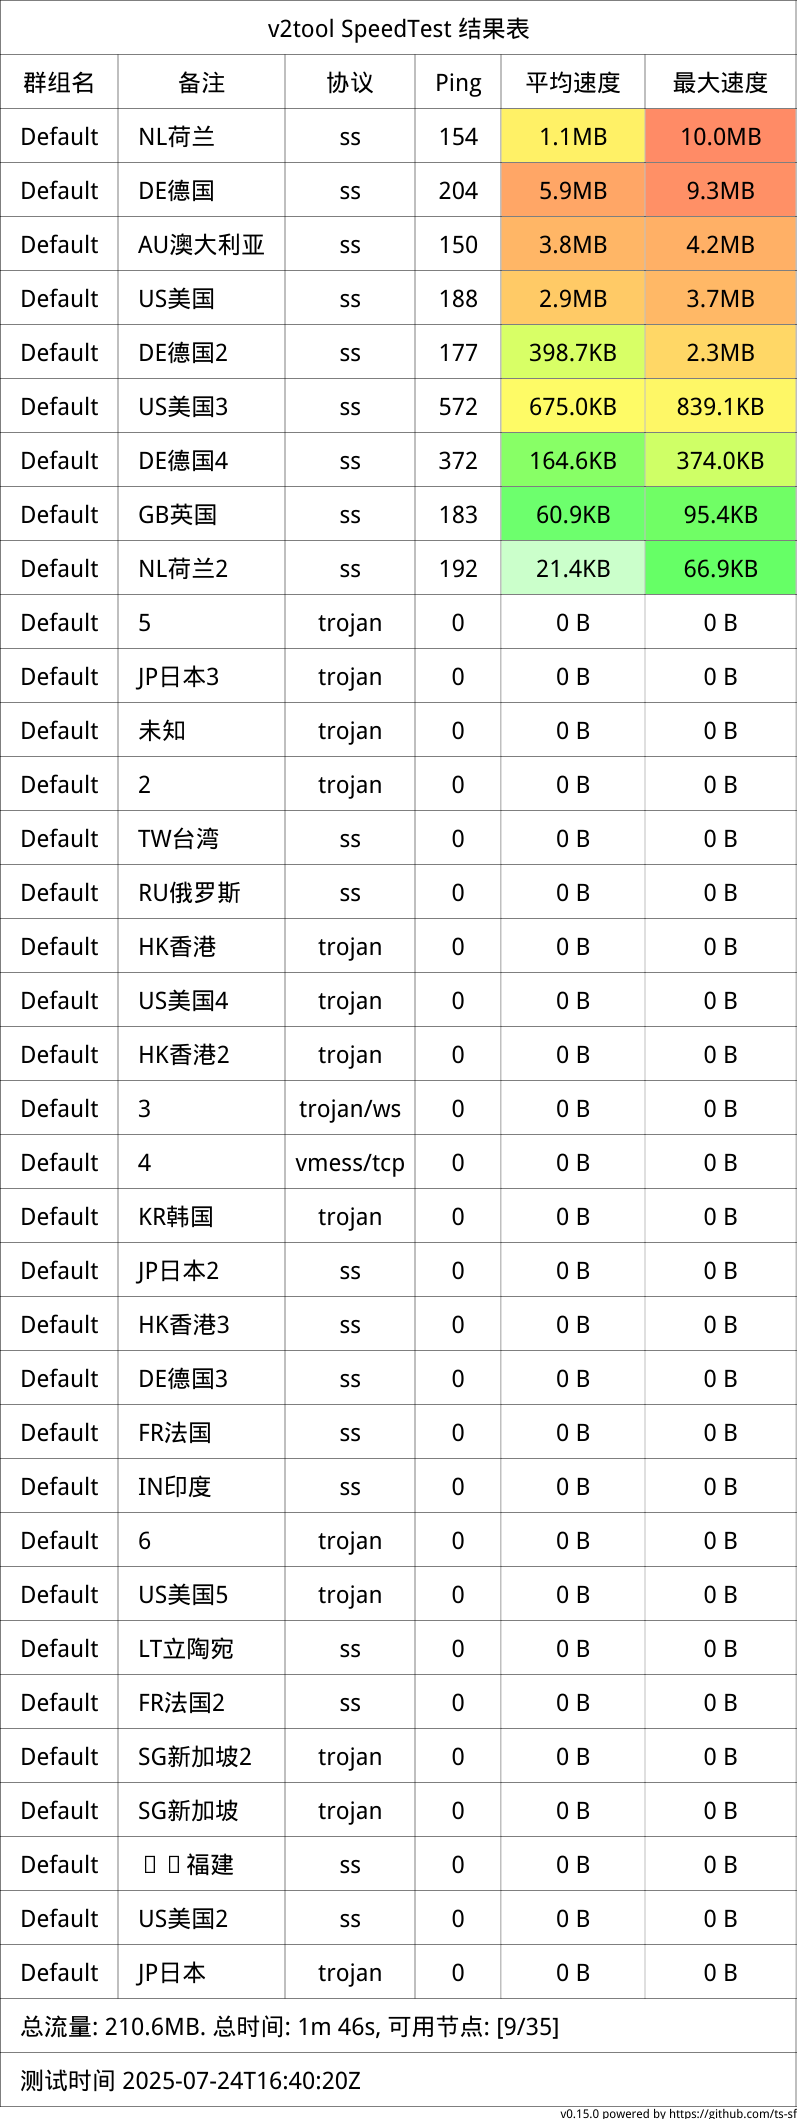 v2tool SpeedTest 结果表
群组名 备注 协议 Ping 平均速度 最大速度
Default NL荷兰 ss 154 1.1MB 10.0MB
Default DE德国 ss 204 5.9MB 9.3MB
Default AU澳大利亚 ss 150 3.8MB 4.2MB
Default US美国 ss 188 2.9MB 3.7MB
Default DE德国2 ss 177 398.7KB 2.3MB
Default US美国3 ss 572 675.0KB 839.1KB
Default DE德国4 ss 372 164.6KB 374.0KB
Default GB英国 ss 183 60.9KB 95.4KB
Default NL荷兰2 ss 192 21.4KB 66.9KB
Default 5 trojan 0 0 B 0 B
Default JP日本3 trojan 0 0 B 0 B
Default 未知 trojan 0 0 B 0 B
Default 2 trojan 0 0 B 0 B
Default TW台湾 ss 0 0 B 0 B
Default RU俄罗斯 ss 0 0 B 0 B
Default HK香港 trojan 0 0 B 0 B
Default US美国4 trojan 0 0 B 0 B
Default HK香港2 trojan 0 0 B 0 B
Default 3 trojan/ws 0 0 B 0 B
Default 4 vmess/tcp 0 0 B 0 B
Default KR韩国 trojan 0 0 B 0 B
Default JP日本2 ss 0 0 B 0 B
Default HK香港3 ss 0 0 B 0 B
Default DE德国3 ss 0 0 B 0 B
Default FR法国 ss 0 0 B 0 B
Default IN印度 ss 0 0 B 0 B
Default 6 trojan 0 0 B 0 B
Default US美国5 trojan 0 0 B 0 B
Default LT立陶宛 ss 0 0 B 0 B
Default FR法国2 ss 0 0 B 0 B
Default SG新加坡2 trojan 0 0 B 0 B
Default SG新加坡 trojan 0 0 B 0 B
Default 福建 ss 0 0 B 0 B
Default US美国2 ss 0 0 B 0 B
Default JP日本 trojan 0 0 B 0 B
总流量: 210.6MB. 总时间: 1m 46s, 可用节点: [9/35]
测试时间 2025-07-24T16:40:20Z
v0.15.0 powered by https://github.com/ts-sf